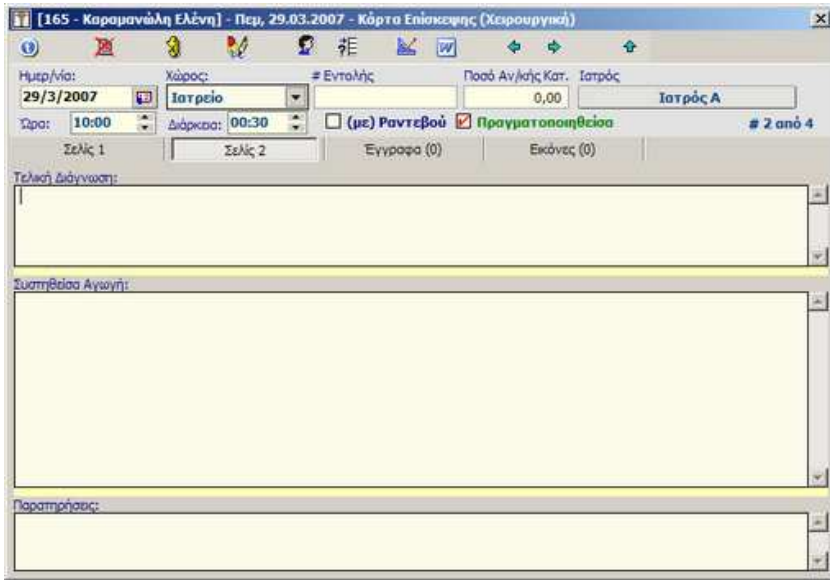 [165 - Καραμανώλη Ελένη] - Πεμ, 29.03.2007 - Κάρτα Επίσκεψης (Χειρουργική)
Ημερ/νία: Χώρος: # Εντολής Ποσό Αν/κής Κατ. Ιατρός
29/3/2007 Ιατρείο 0,00 Ιατρός Α
Ώρα: 10:00 Διάρκεια: 00:30 (με) Ραντεβού Πραγματοποιηθείσα # 2 από 4
Σελίς 1 Σελίς 2 Έγγραφα (0) Εικόνες (0)
Τελική Διάγνωση:
Συστηθείσα Αγωγή:
Παρατηρήσεις: